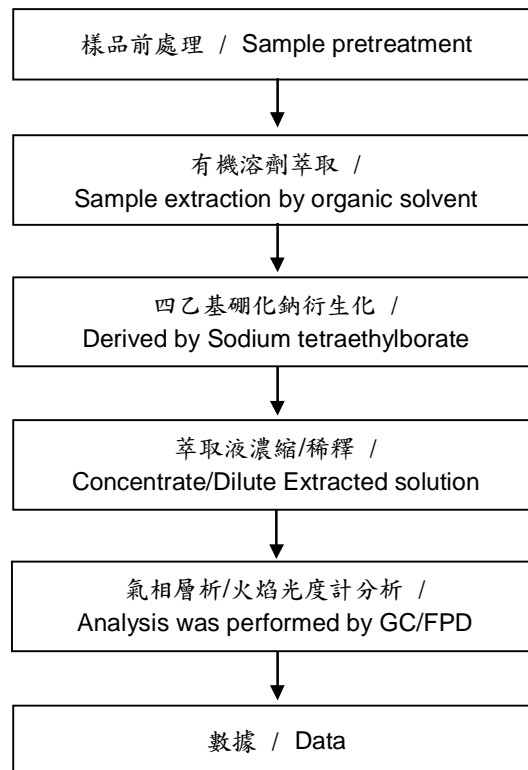 樣品前處理 / Sample pretreatment
有機溶劑萃取 /
Sample extraction by organic solvent
四乙基硼化鈉衍生化 /
Derived by Sodium tetraethylborate
萃取液濃縮/稀釋 /
Concentrate/Dilute Extracted solution
氣相層析/火焰光度計分析 /
Analysis was performed by GC/FPD
數據 / Data